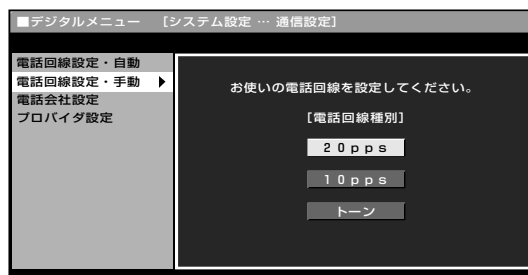 ■デジタルメニュー [システム設定 … 通信設定]
電話回線設定・自動
電話回線設定・手動 ▶
電話会社設定
プロバイダ設定
お使いの電話回線を設定してください。
[電話回線種別]
20pps
10pps
トーン